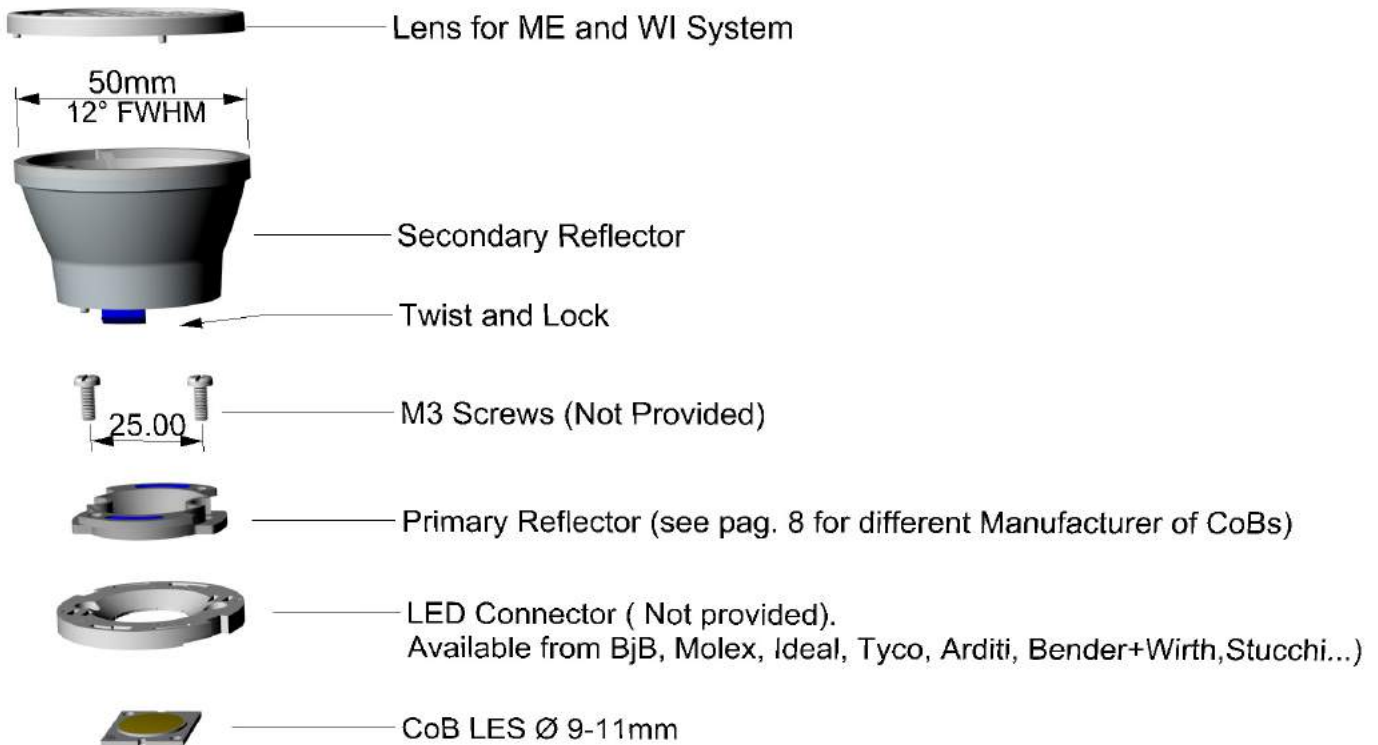 Lens for ME and WI System
50mm
12° FWHM
Secondary Reflector
Twist and Lock
M3 Screws (Not Provided)
25.00
Primary Reflector (see pag. 8 for different Manufacturer of CoBs)
LED Connector ( Not provided).
Available from BjB, Molex, Ideal, Tyco, Arditi, Bender+Wirth,Stucchi...)
CoB LES Ø 9-11mm